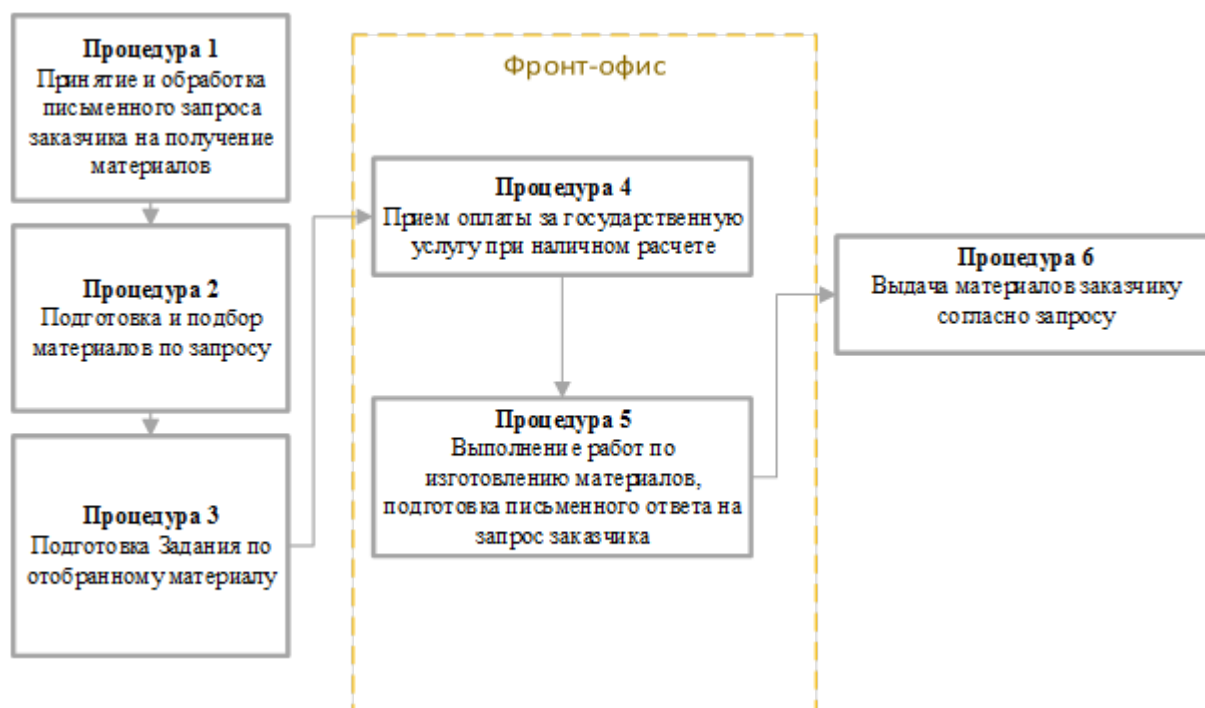 Процедура 1
Принятие и обработка
письменного запроса
заказчика на получение
материалов
Процедура 2
Подготовка и подбор
материалов по запросу
Процедура 3
Подготовка Задания по
отобранному материалу
Фронт-офис
Процедура 4
Прием оплаты за государственную
услугу при наличном расчете
Процедура 5
Выполнение работ по
изготовлению материалов,
подготовка письменного ответа на
запрос заказчика
Процедура 6
Выдача материалов заказчику
согласно запросу